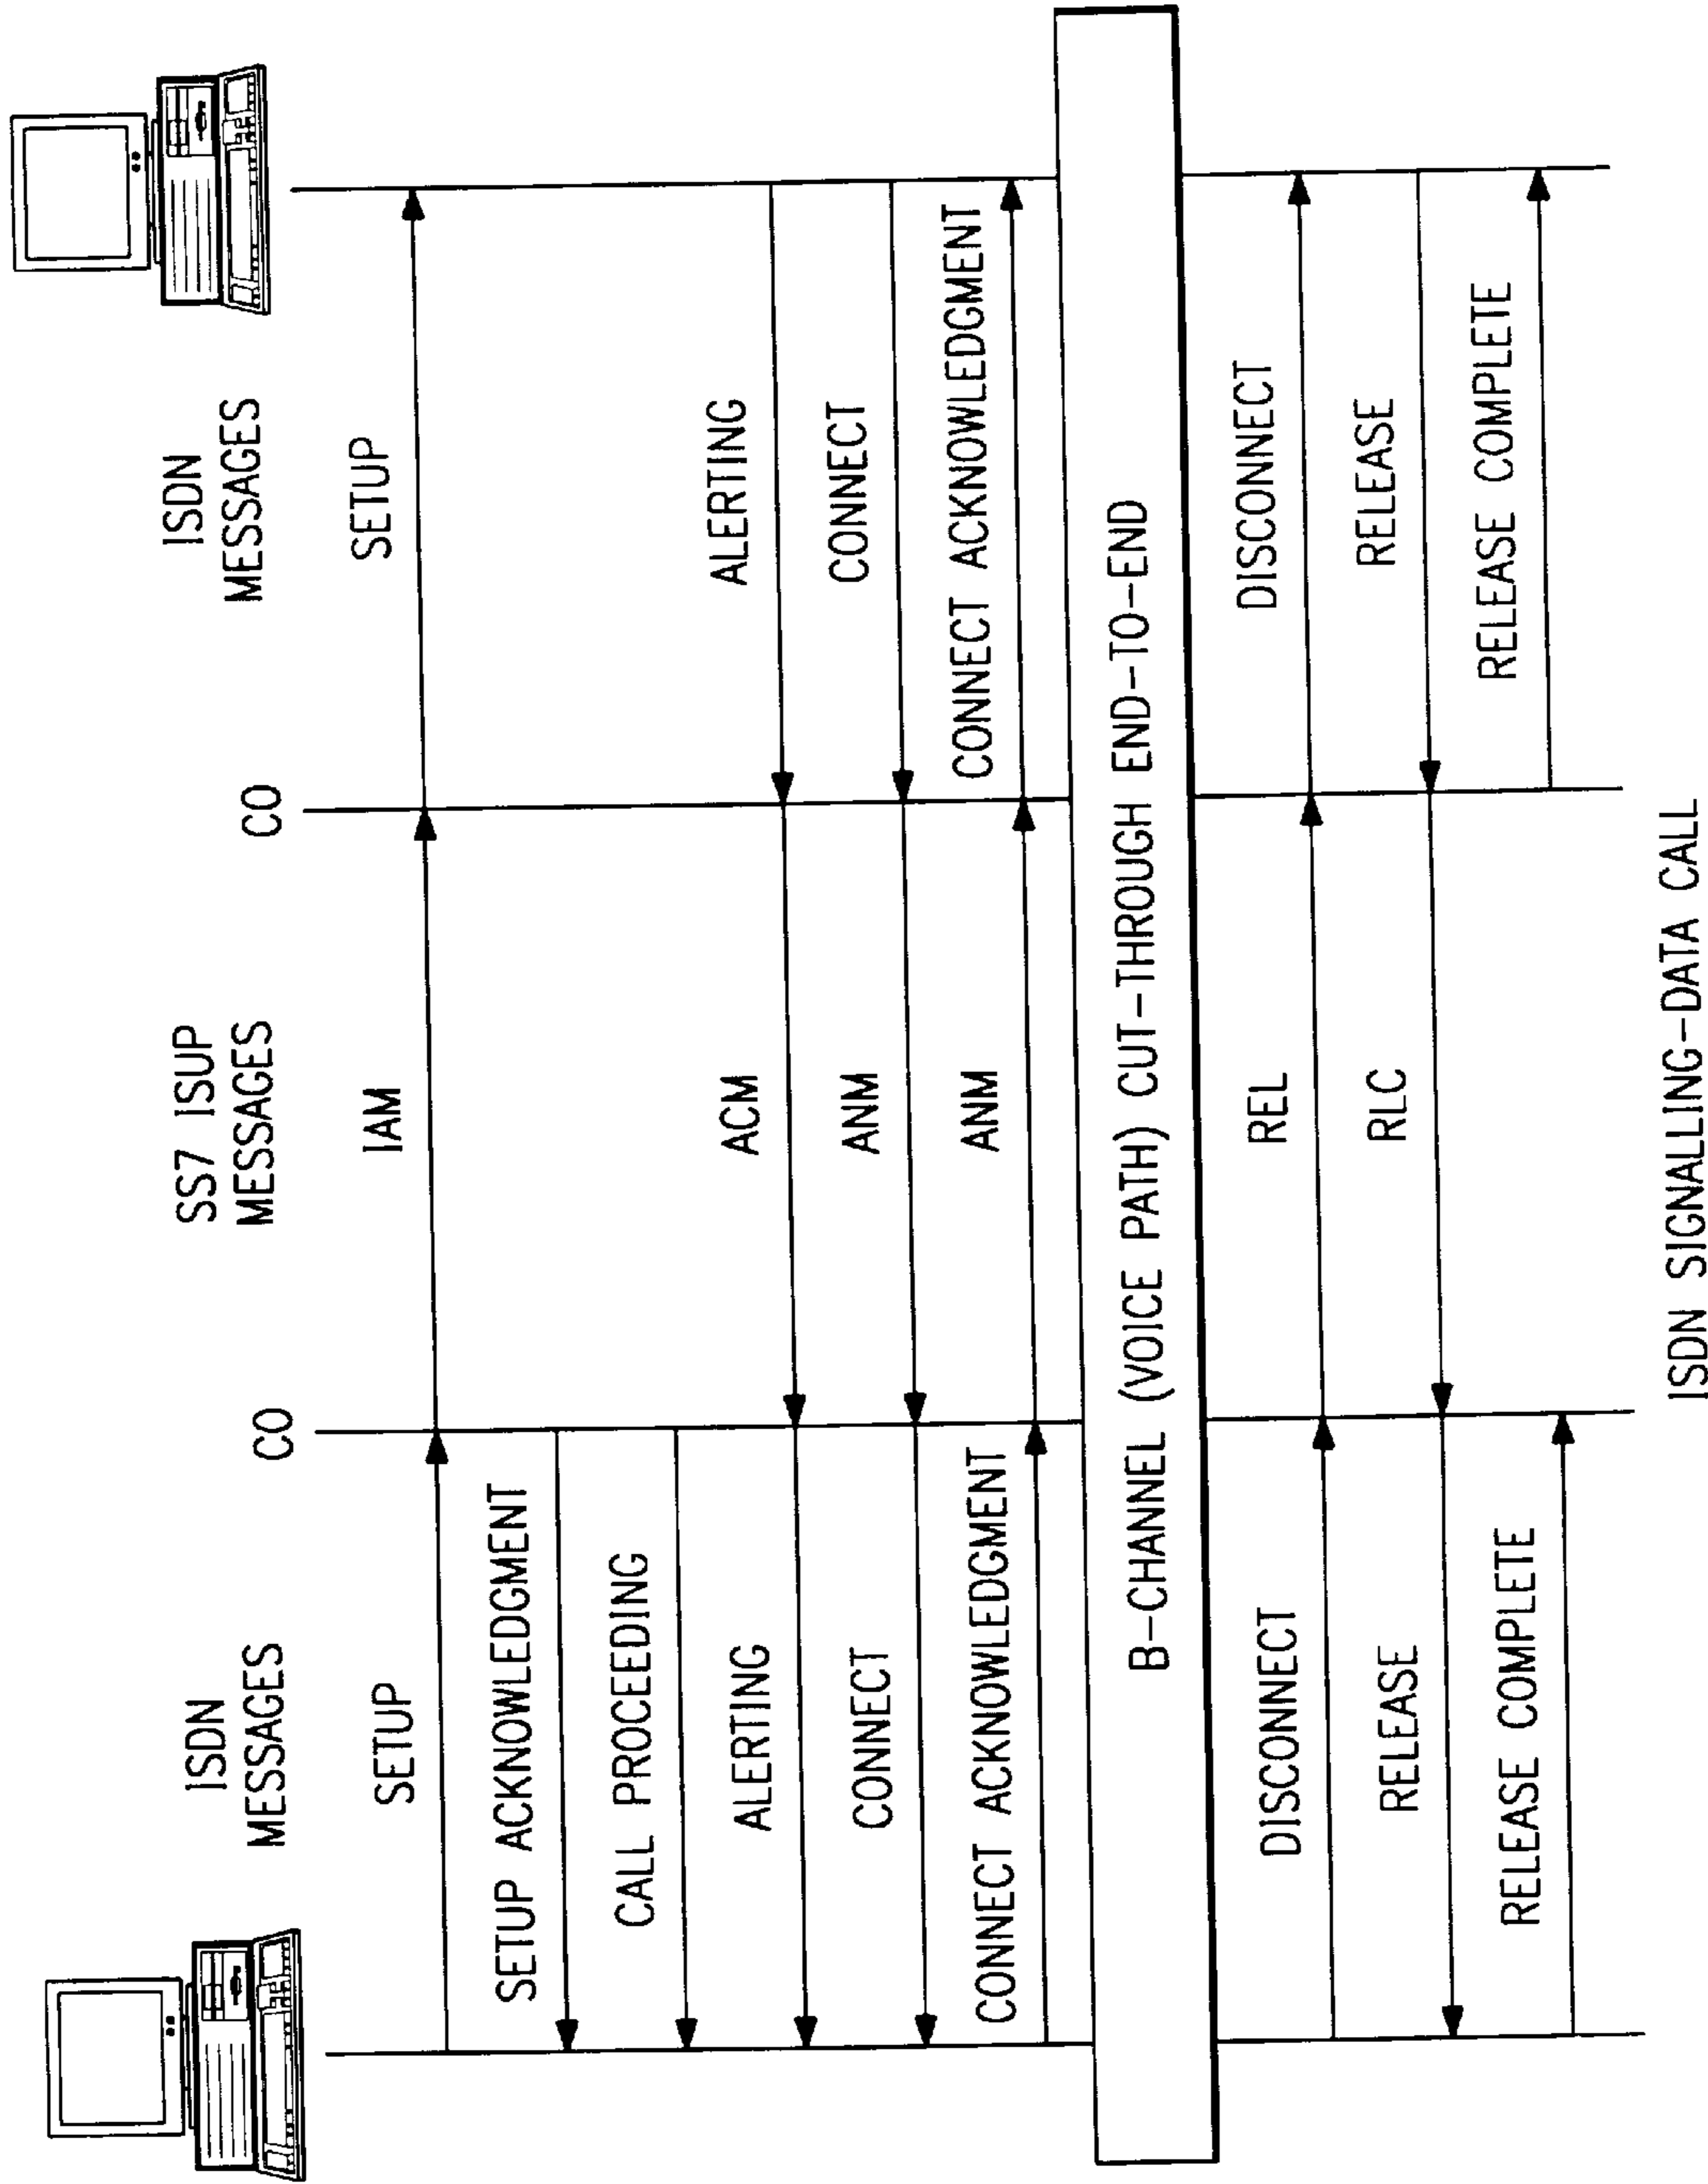 ISDN
MESSAGES
CO
SS7 ISUP
MESSAGES
CO
ISDN
MESSAGES
SETUP
IAM
SETUP
SETUP ACKNOWLEDGMENT
CALL PROCEEDING
ALERTING
ACM
ALERTING
CONNECT
ANM
CONNECT
CONNECT ACKNOWLEDGMENT
ANM
CONNECT ACKNOWLEDGMENT
B-CHANNEL (VOICE PATH) CUT-THROUGH END-TO-END
DISCONNECT
REL
DISCONNECT
RELEASE
RLC
RELEASE
RELEASE COMPLETE
RELEASE COMPLETE
ISDN SIGNALLING-DATA CALL